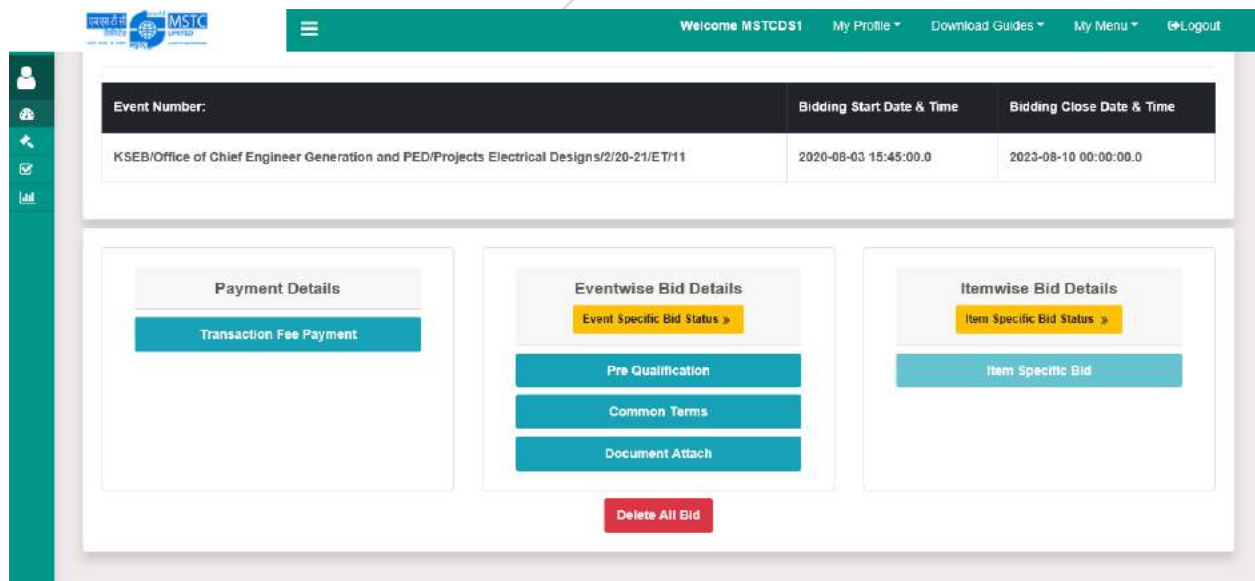 एमएसटीसी MSTC
LIMITED
Welcome MSTCDS1 My Profile Download Guides My Menu Logout
Event Number: Bidding Start Date & Time Bidding Close Date & Time
KSEB/Office of Chief Engineer Generation and PED/Projects Electrical Designs/2/20-21/ET/11 2020-08-03 15:45:00.0 2023-08-10 00:00:00.0
Payment Details
Transaction Fee Payment
Eventwise Bid Details
Event Specific Bid Status »
Pre Qualification
Common Terms
Document Attach
Itemwise Bid Details
Item Specific Bid Status »
Item Specific Bid
Delete All Bid